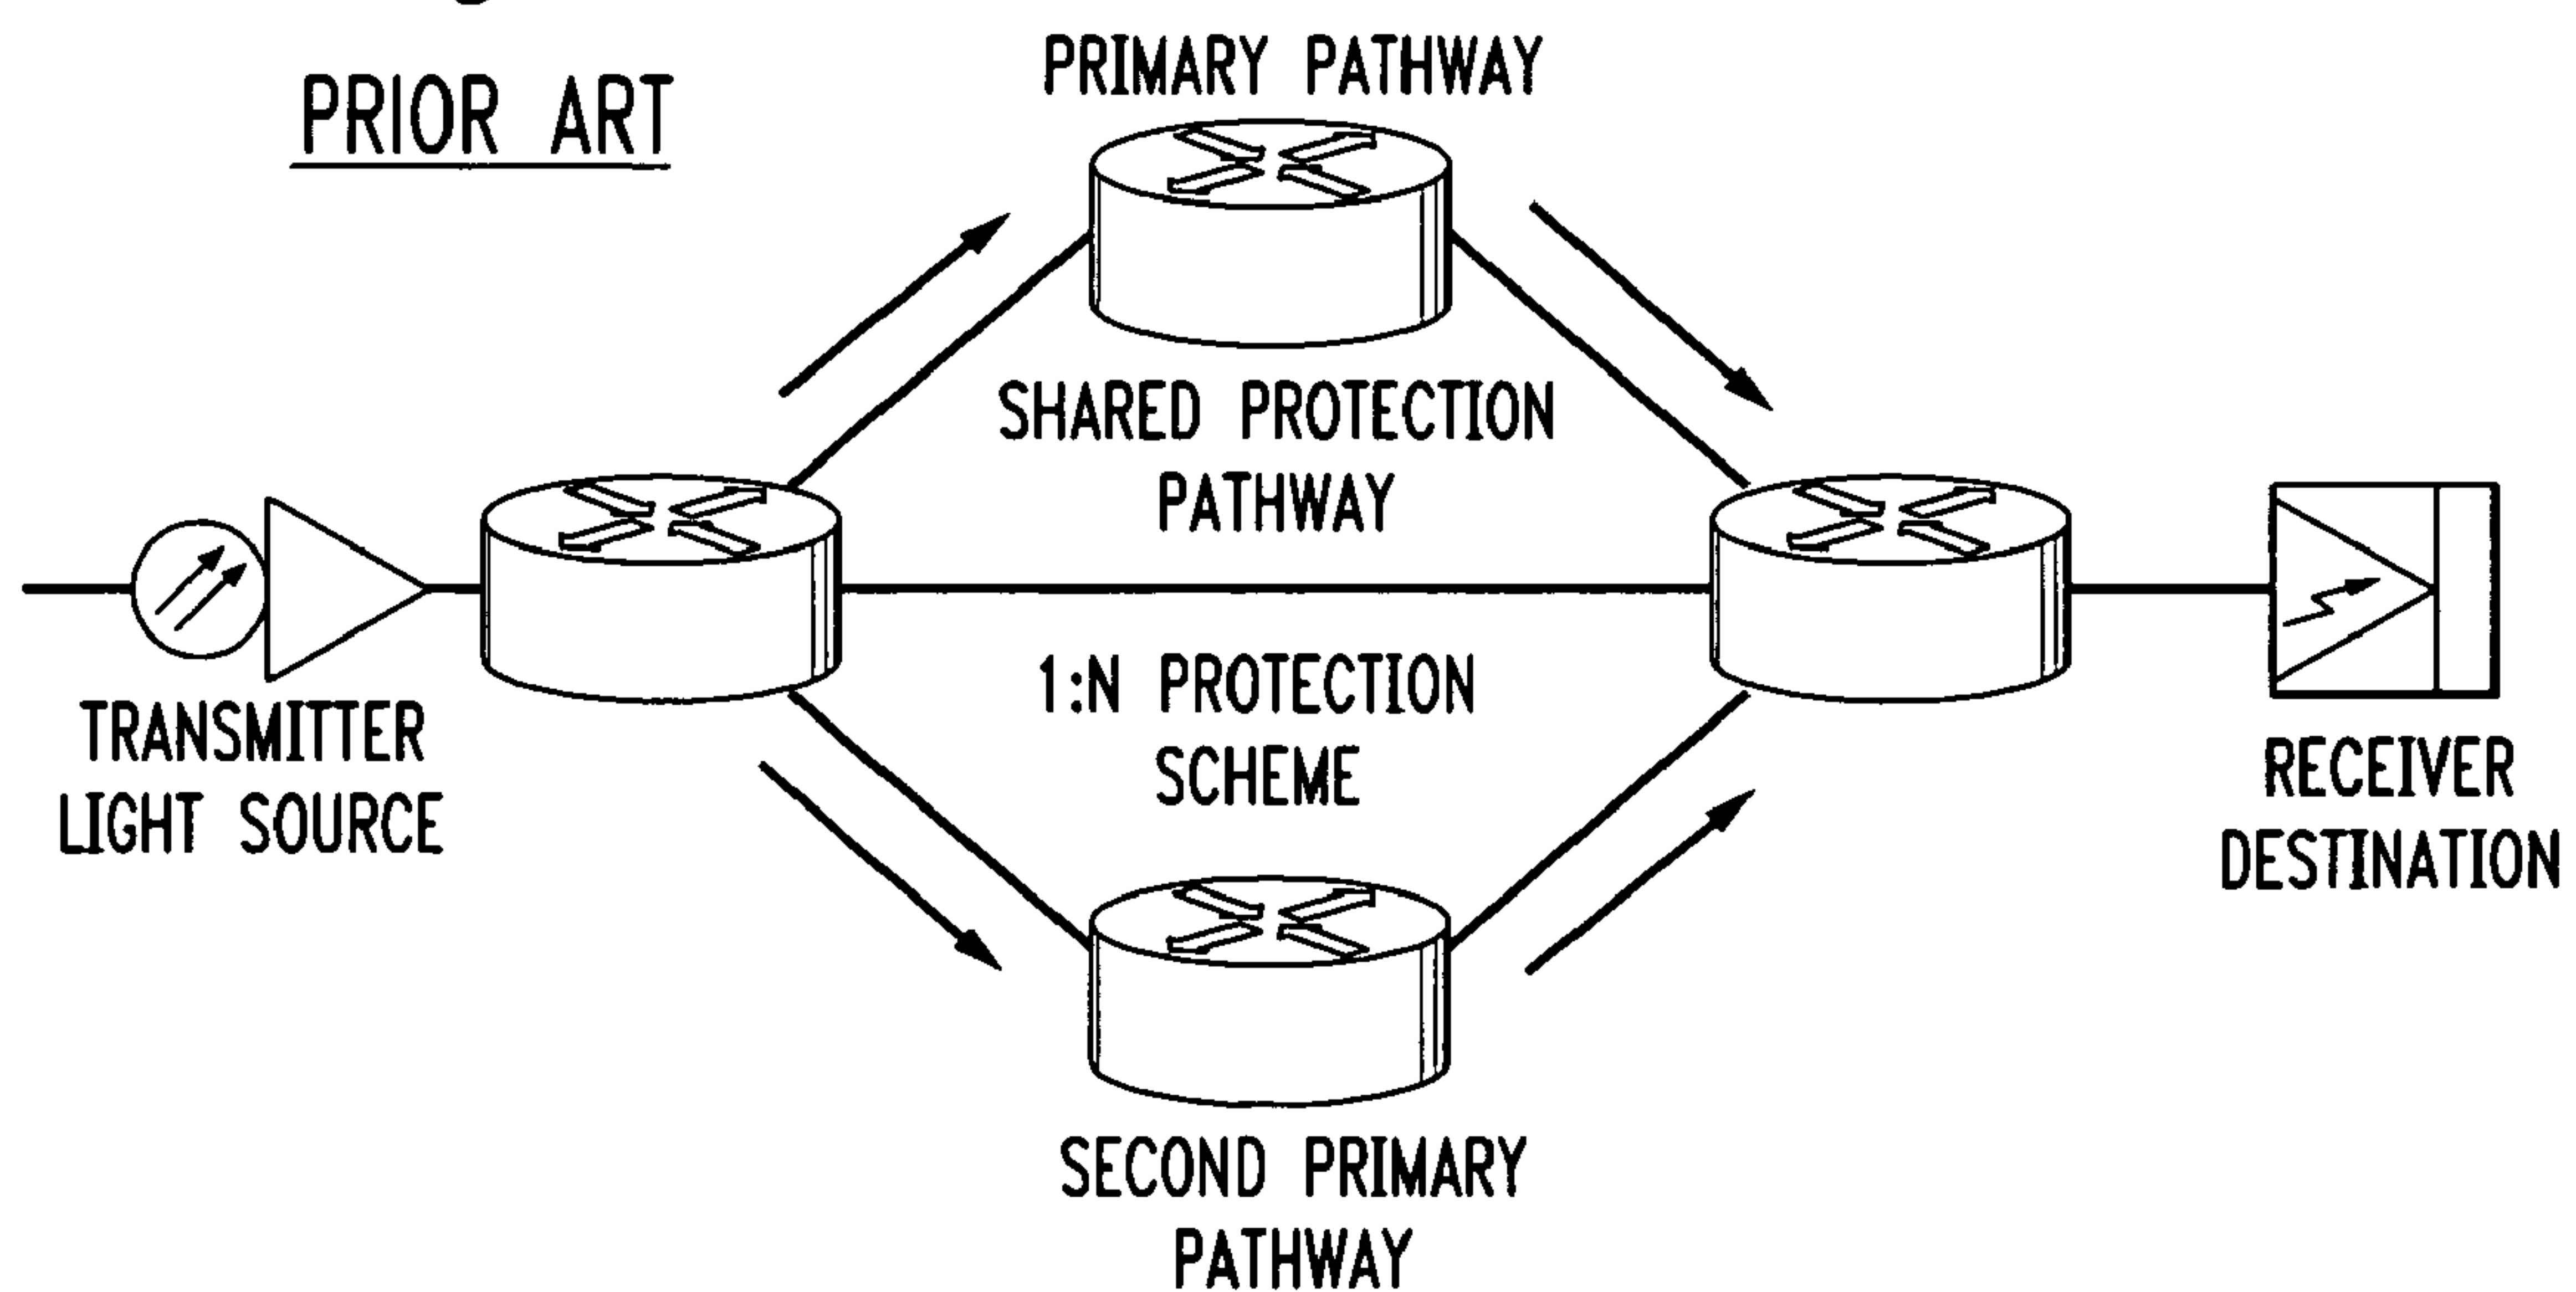 PRIOR ART
PRIMARY PATHWAY
SHARED PROTECTION
PATHWAY
1:N PROTECTION
SCHEME
TRANSMITTER
LIGHT SOURCE
RECEIVER
DESTINATION
SECOND PRIMARY
PATHWAY